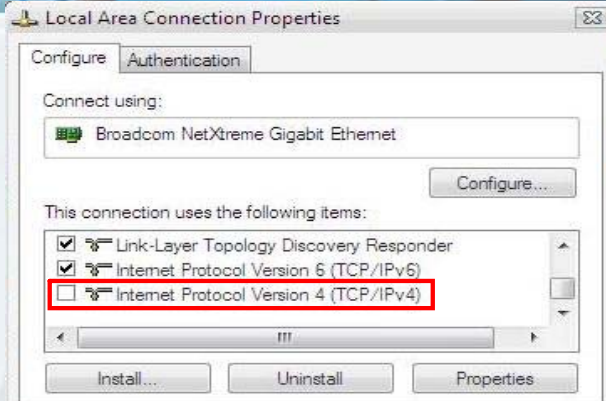 Local Area Connection Properties
Configure Authentication
Connect using:
Broadcom NetXtreme Gigabit Ethernet
Configure...
This connection uses the following items:
Link-Layer Topology Discovery Responder
Internet Protocol Version 6 (TCP/IPv6)
Internet Protocol Version 4 (TCP/IPv4)
Install... Uninstall Properties